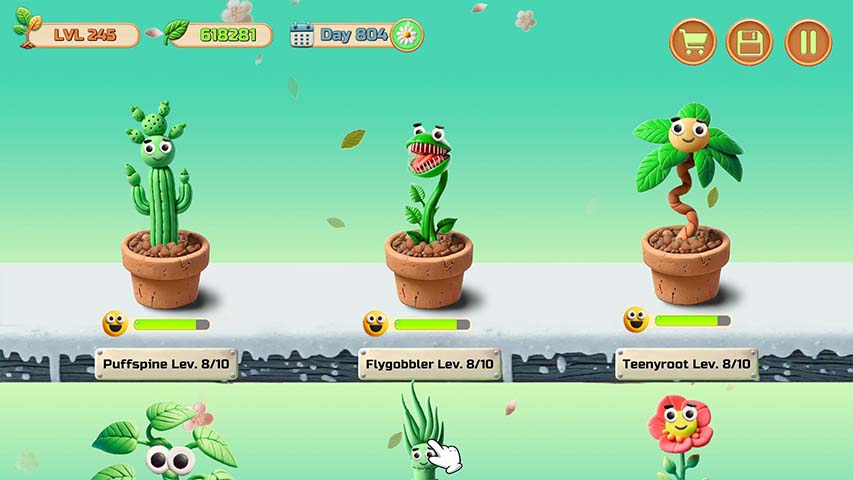 LVL 245
618281
Day 804
Puffspine Lev. 8/10
Flygobbler Lev. 8/10
Teenyroot Lev. 8/10